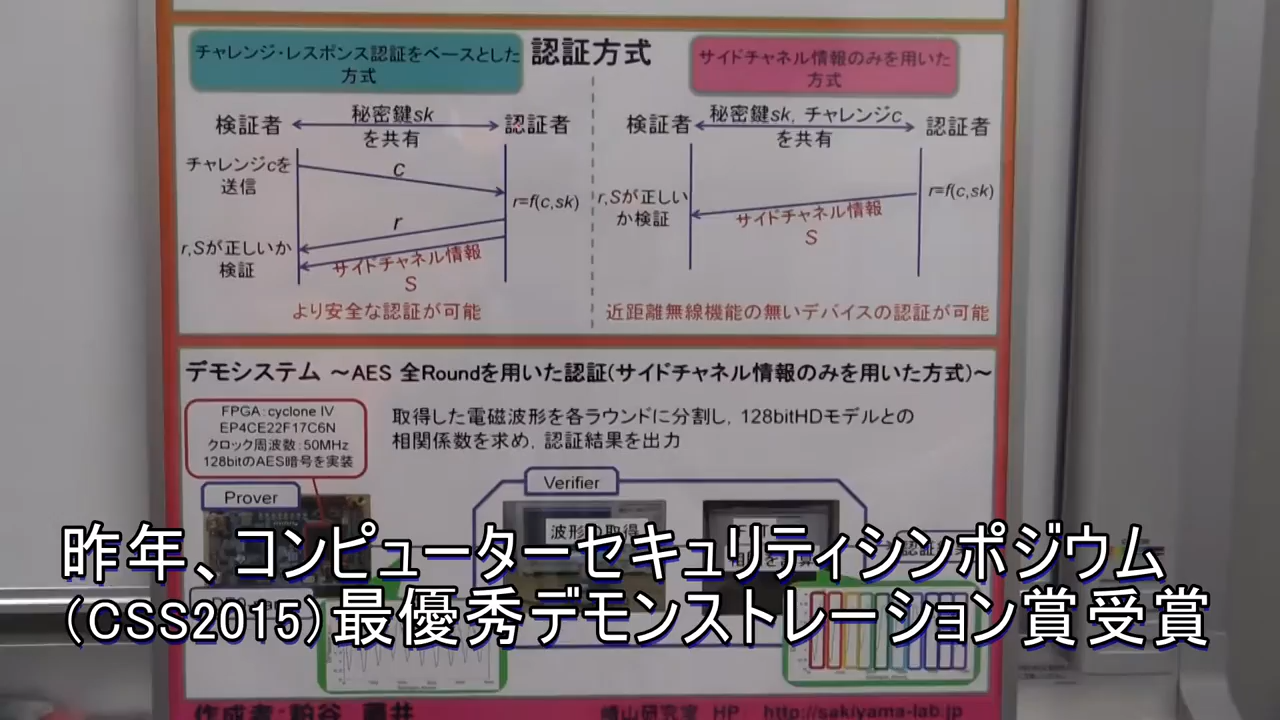 認証方式
チャレンジ・レスポンス認証をベースとした
方式
検証者
秘密鍵sk
を共有
認証者
チャレンジcを
送信
c
r=f(c,sk)
r
r,Sが正しいか
検証
サイドチャネル情報
S
より安全な認証が可能
サイドチャネル情報のみを用いた
方式
検証者
秘密鍵sk, チャレンジc
を共有
認証者
r=f(c,sk)
r,Sが正しい
か検証
サイドチャネル情報
S
近距離無線機能の無いデバイスの認証が可能
デモシステム ～AES 全Roundを用いた認証(サイドチャネル情報のみを用いた方式)～
FPGA:cyclone IV
EP4CE22F17C6N
クロック周波数:50MHz
128bitのAES暗号を実装
取得した電磁波形を各ラウンドに分割し, 128bitHDモデルとの
相関係数を求め, 認証結果を出力
Prover
Verifier
昨年、コンピューターセキュリティシンポジウム
(CSS2015)最優秀デモンストレーション賞受賞
作成者:粕谷
崎山研究室 HP http://sakiyama-lab.jp